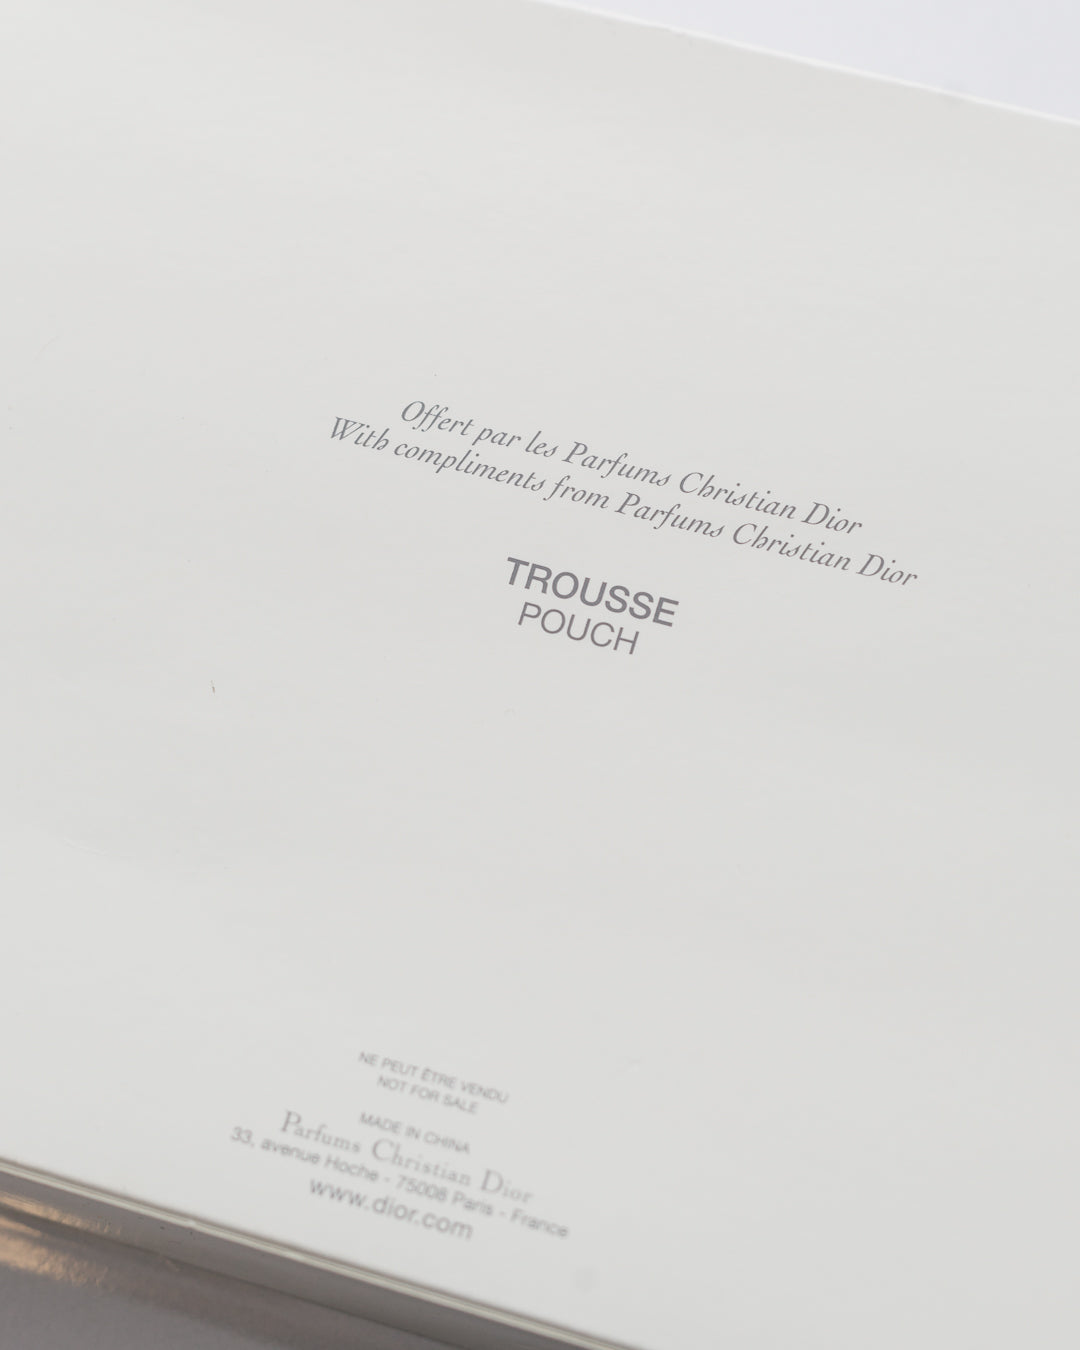 Offert par les Parfums Christian Dior
With compliments from Parfums Christian Dior
TROUSSE
POUCH
NE PEUT ÊTRE VENDU
NOT FOR SALE
MADE IN CHINA
Parfums Christian Dior
33, avenue Hoche - 75008 Paris - France
www.dior.com